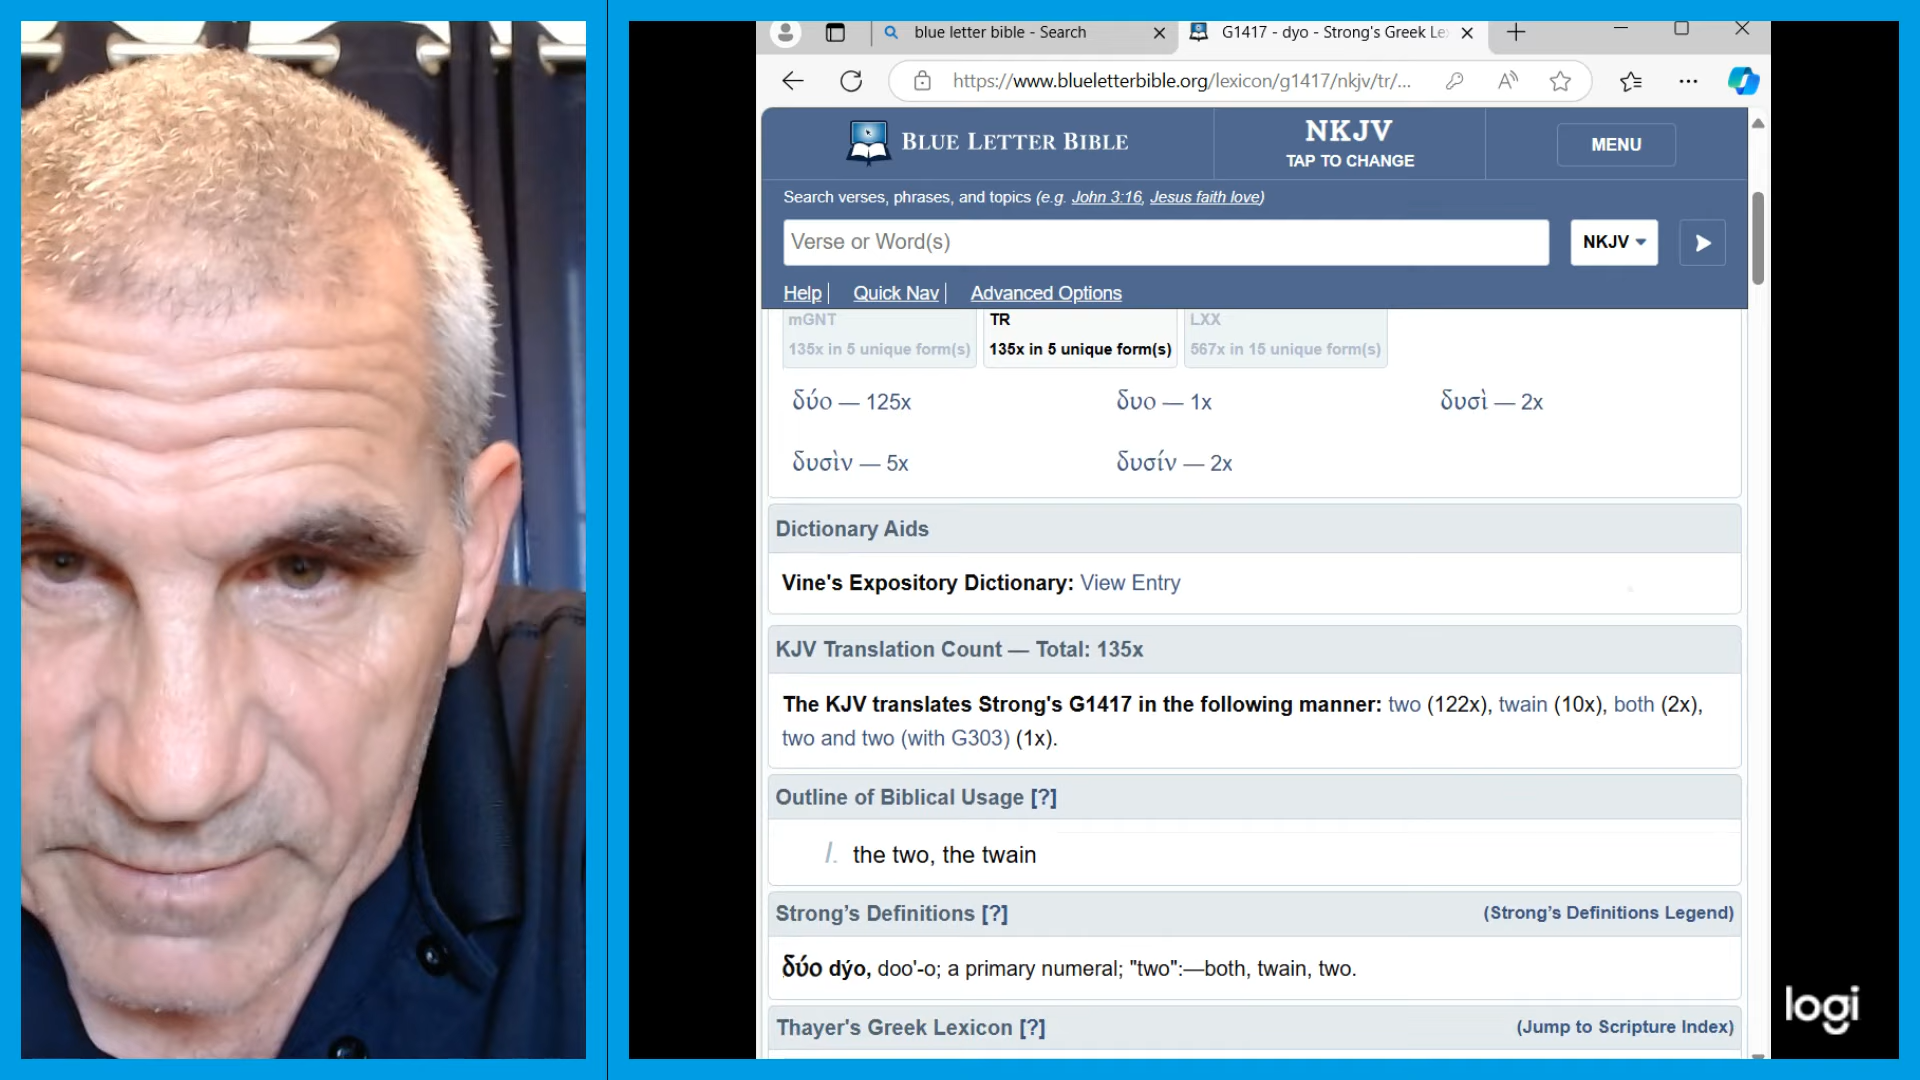 blue letter bible - Search
G1417 - dyo - Strong's Greek Le
https://www.blueletterbible.org/lexicon/g1417/nkjv/tr/...
BLUE LETTER BIBLE
NKJV
TAP TO CHANGE
MENU
Search verses, phrases, and topics (e.g. John 3:16, Jesus faith love)
Verse or Word(s)
NKJV
Help | Quick Nav | Advanced Options
mGNT
135x in 5 unique form(s)
TR
135x in 5 unique form(s)
LXX
567x in 15 unique form(s)
δύο — 125x
δυο — 1x
δυσὶ — 2x
δυσὶν — 5x
δυσίν — 2x
Dictionary Aids
Vine's Expository Dictionary: View Entry
KJV Translation Count — Total: 135x
The KJV translates Strong's G1417 in the following manner: two (122x), twain (10x), both (2x),
two and two (with G303) (1x).
Outline of Biblical Usage [?]
I. the two, the twain
Strong’s Definitions [?]
(Strong’s Definitions Legend)
δύο dýo, doo'-o; a primary numeral; "two":—both, twain, two.
Thayer's Greek Lexicon [?]
(Jump to Scripture Index)
logi